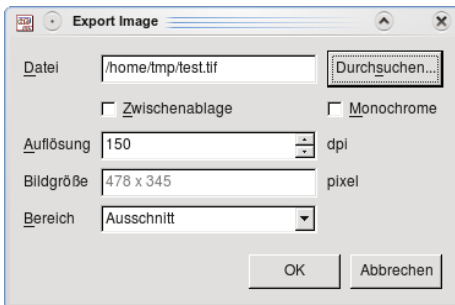 Export Image
Datei /home/tmp/test.tif Durchsuchen...
Zwischenablage Monochrome
Auflösung 150 dpi
Bildgröße 478 x 345 pixel
Bereich Ausschnitt
OK Abbrechen